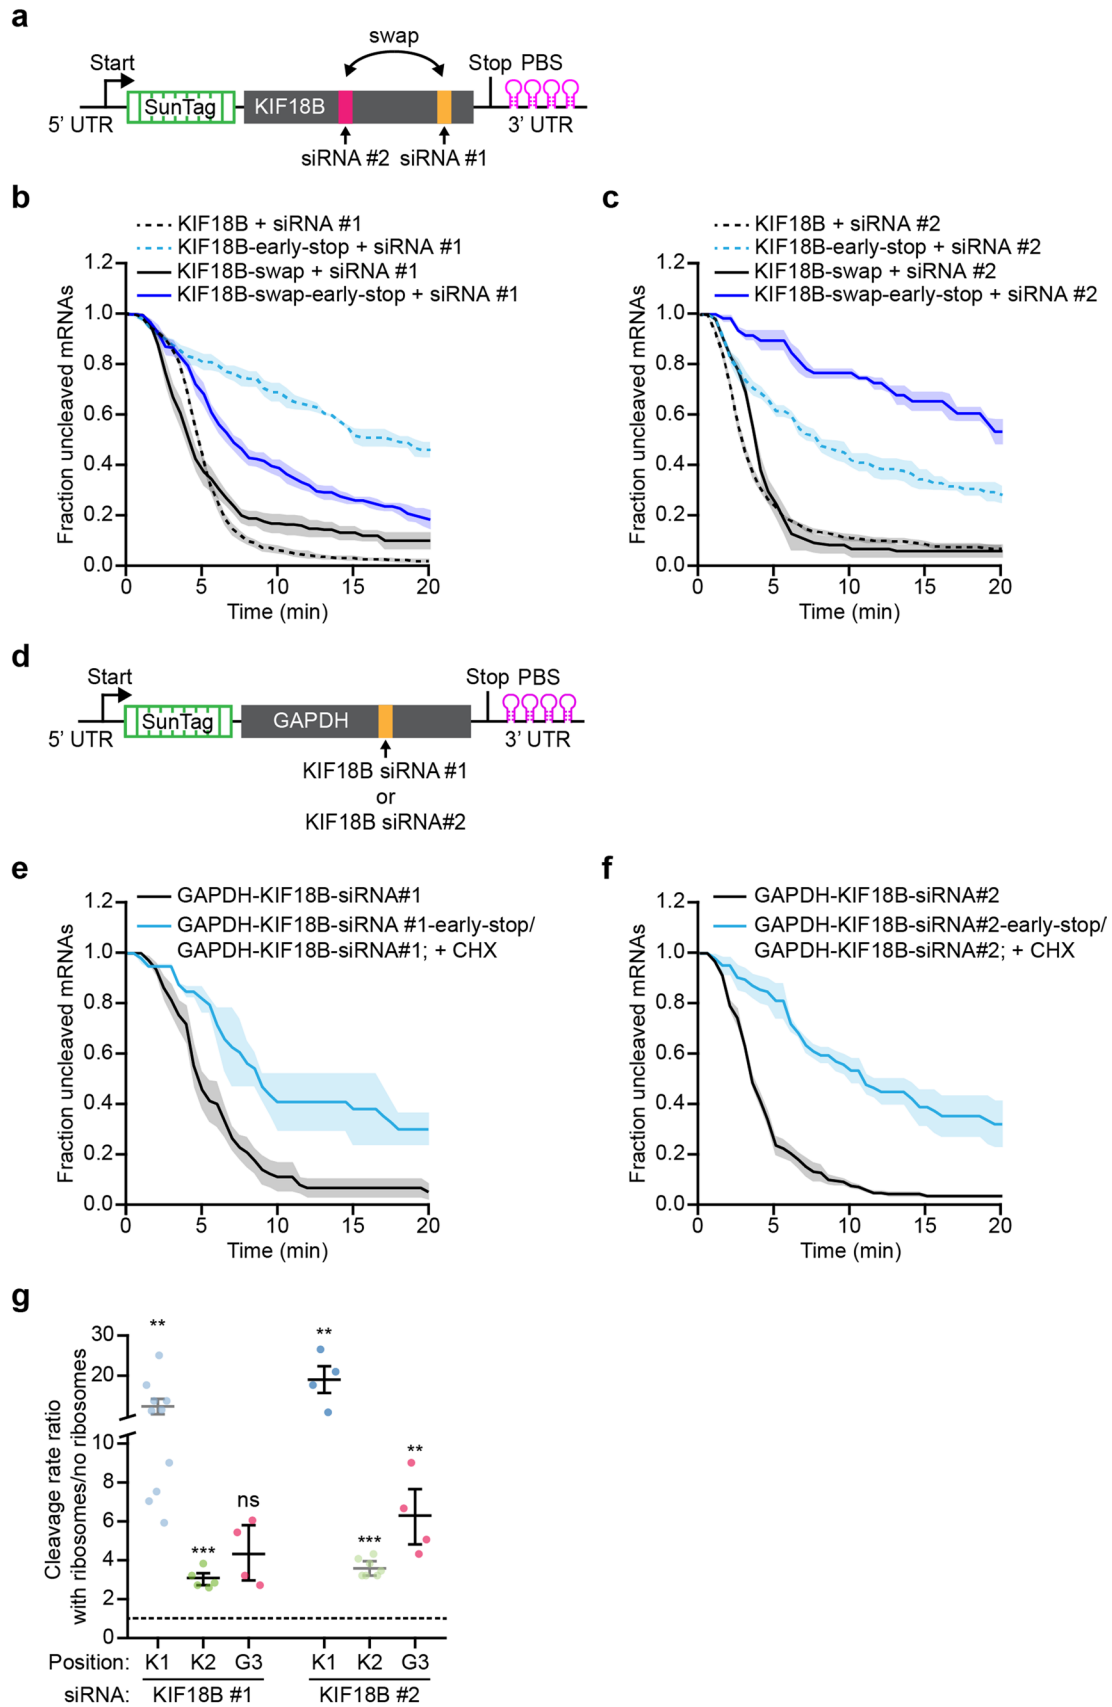 a
swap
Start
Stop PBS
SunTag
KIF18B
5' UTR
3' UTR
siRNA #2 siRNA #1
b
KIF18B + siRNA #1
KIF18B-early-stop + siRNA #1
KIF18B-swap + siRNA #1
KIF18B-swap-early-stop + siRNA #1
Fraction uncleaved mRNAs
1.2
1.0
0.8
0.6
0.4
0.2
0.0
0 5 10 15 20
Time (min)
c
KIF18B + siRNA #2
KIF18B-early-stop + siRNA #2
KIF18B-swap + siRNA #2
KIF18B-swap-early-stop + siRNA #2
Fraction uncleaved mRNAs
1.2
1.0
0.8
0.6
0.4
0.2
0.0
0 5 10 15 20
Time (min)
d
Start
Stop PBS
SunTag
GAPDH
5' UTR
3' UTR
KIF18B siRNA #1
or
KIF18B siRNA#2
e
GAPDH-KIF18B-siRNA#1
GAPDH-KIF18B-siRNA #1-early-stop/
GAPDH-KIF18B-siRNA#1; + CHX
Fraction uncleaved mRNAs
1.2
1.0
0.8
0.6
0.4
0.2
0.0
0 5 10 15 20
Time (min)
f
GAPDH-KIF18B-siRNA#2
GAPDH-KIF18B-siRNA#2-early-stop/
GAPDH-KIF18B-siRNA#2; + CHX
Fraction uncleaved mRNAs
1.2
1.0
0.8
0.6
0.4
0.2
0.0
0 5 10 15 20
Time (min)
g
Cleavage rate ratio
with ribosomes/no ribosomes
30
20
10
8
6
4
2
0
**
***
ns
**
***
**
Position: K1 K2 G3 K1 K2 G3
siRNA: KIF18B #1 KIF18B #2